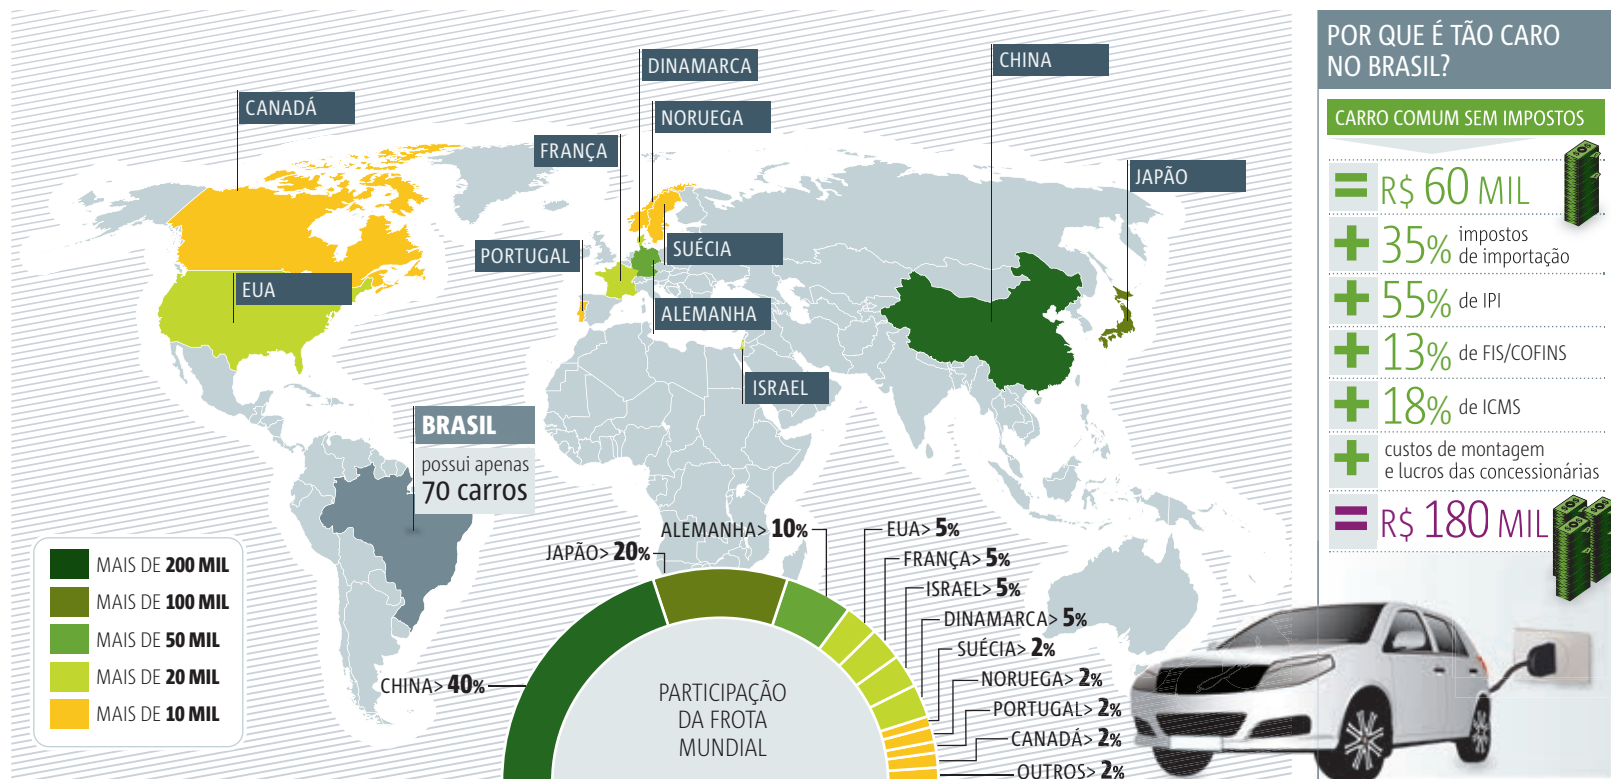 CANADÁ
EUA
DINAMARCA
NORUEGA
FRANÇA
PORTUGAL
SUÉCIA
ALEMANHA
ISRAEL
CHINA
JAPÃO
BRASIL
possui apenas
70 carros
MAIS DE 200 MIL
MAIS DE 100 MIL
MAIS DE 50 MIL
MAIS DE 20 MIL
MAIS DE 10 MIL
CHINA> 40%
JAPÃO> 20%
ALEMANHA> 10%
EUA> 5%
FRANÇA> 5%
ISRAEL> 5%
DINAMARCA> 5%
SUÉCIA> 2%
NORUEGA> 2%
PORTUGAL> 2%
CANADÁ> 2%
OUTROS> 2%
PARTICIPAÇÃO
DA FROTA
MUNDIAL
POR QUE É TÃO CARO
NO BRASIL?
CARRO COMUM SEM IMPOSTOS
= R$ 60 MIL
+ 35% impostos
de importação
+ 55% de IPI
+ 13% de FIS/COFINS
+ 18% de ICMS
+ custos de montagem
e lucros das concessionárias
= R$ 180 MIL